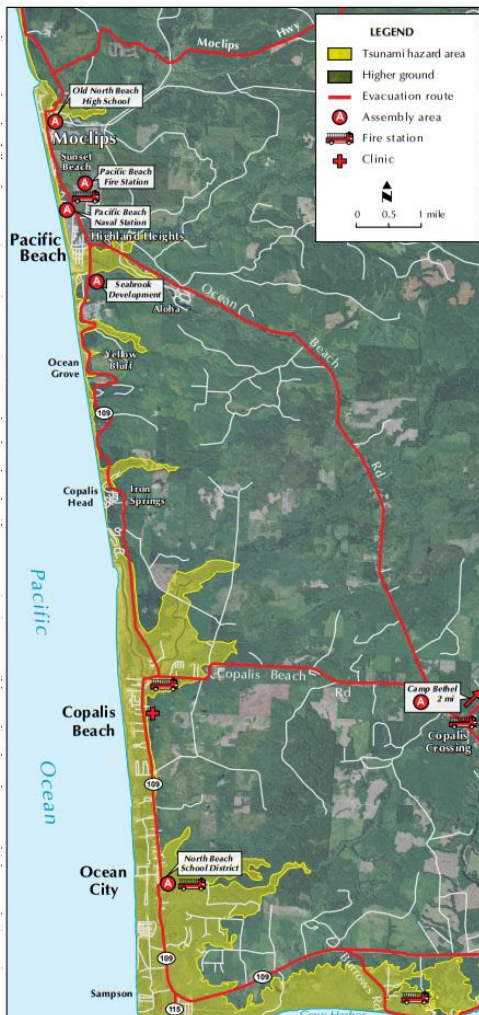 LEGEND
Tsunami hazard area
Higher ground
Evacuation route
A
Assembly area
Fire station
Clinic
N
0 0.5 1 mile
Moclips Hwy
Old North Beach
High School
A
Moclips
Sunset
Beach
Pacific Beach
Fire Station
A
A
Pacific Beach
Naval Station
Pacific
Beach
Highland Heights
A
Seabrook
Development
Aloha
Ocean Beach Rd
Ocean
Grove
Yellow
Bluff
109
Copalis
Head
Iron
Springs
Pacific Ocean
Copalis Beach Rd
Camp Bethel
2 mi
A
Copalis
Crossing
Copalis
Beach
109
North Beach
School District
A
Ocean
City
109
109
Burrows Rd
Sampson
115
Grays Harbor